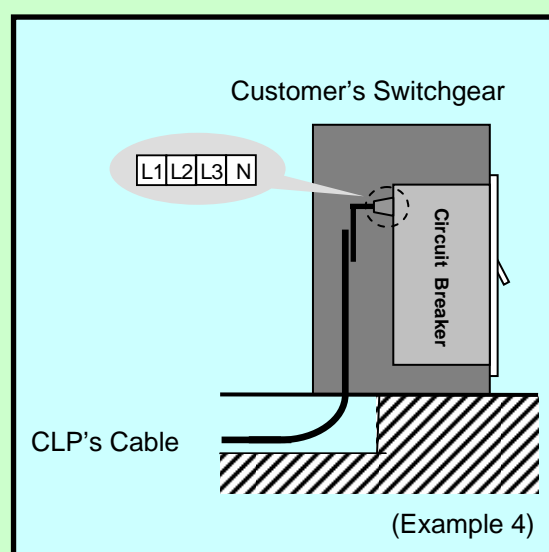 Customer's Switchgear
L1 L2 L3 N
Circuit Breaker
CLP's Cable
(Example 4)